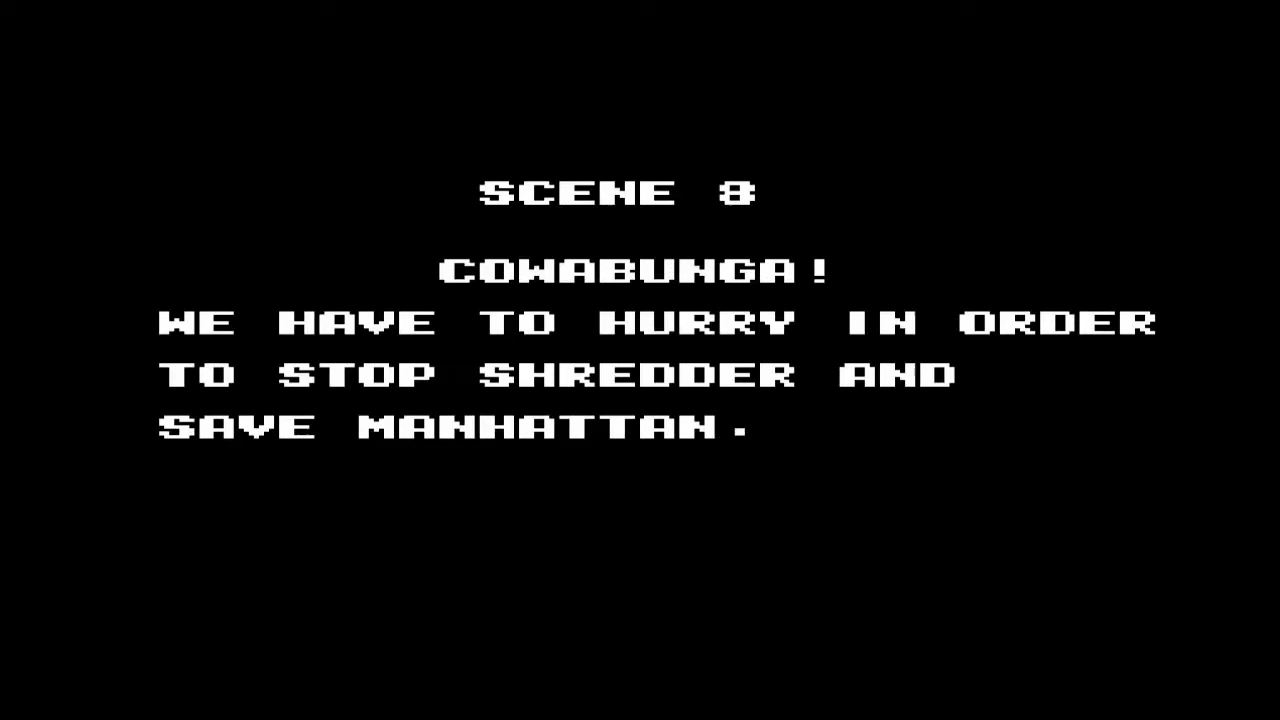 SCENE 8
COWABUNGA!
WE HAVE TO HURRY IN ORDER
TO STOP SHREDDER AND
SAVE MANHATTAN.